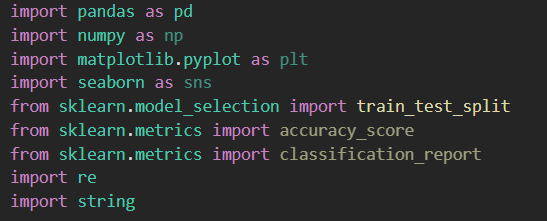 import pandas as pd
import numpy as np
import matplotlib.pyplot as plt
import seaborn as sns
from sklearn.model_selection import train_test_split
from sklearn.metrics import accuracy_score
from sklearn.metrics import classification_report
import re
import string